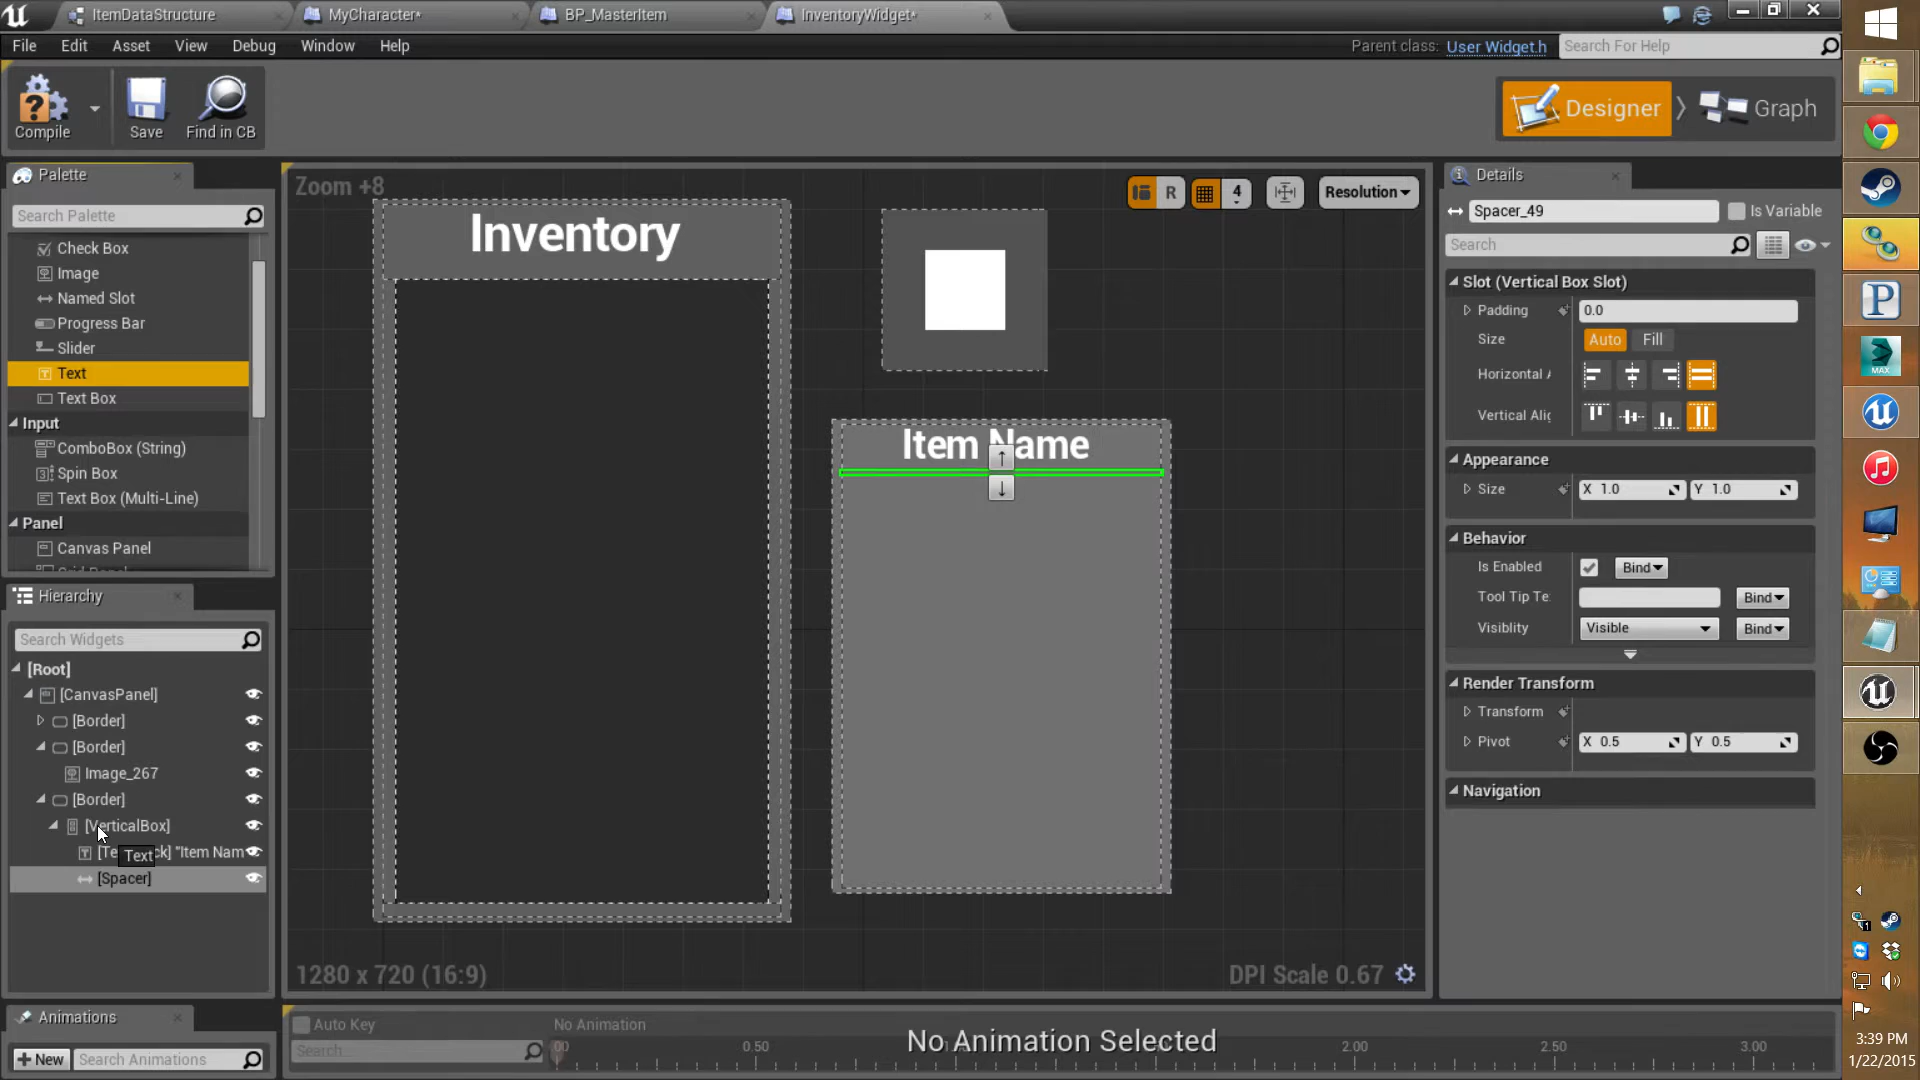 ItemDataStructure
MyCharacter*
BP_MasterItem
InventoryWidget*
File Edit Asset View Debug Window Help
Parent class: User Widget.h
Search For Help
Compile
Save
Find in CB
Designer
Graph
Palette
Search Palette
Check Box
Image
Named Slot
Progress Bar
Slider
Text
Text Box
Input
ComboBox (String)
Spin Box
Text Box (Multi-Line)
Panel
Canvas Panel
Hierarchy
Search Widgets
[Root]
[CanvasPanel]
[Border]
[Border]
Image_267
[Border]
[VerticalBox]
"Item Nam
Text
[Spacer]
Animations
+ New
Search Animations
Zoom +8
R
4
Resolution
Inventory
Item Name
1280 x 720 (16:9)
DPI Scale 0.67
Auto Key
No Animation
Search
0.50
No Animation Selected
2.00
2.50
3.00
Details
Spacer_49
Is Variable
Search
Slot (Vertical Box Slot)
Padding
0.0
Size
Auto
Fill
Horizontal A
Vertical Alig
Appearance
Size
X 1.0
Y 1.0
Behavior
Is Enabled
Bind
Tool Tip Te
Bind
Visiblity
Visible
Bind
Render Transform
Transform
Pivot
X 0.5
Y 0.5
Navigation
P
MAX
3:39 PM
1/22/2015